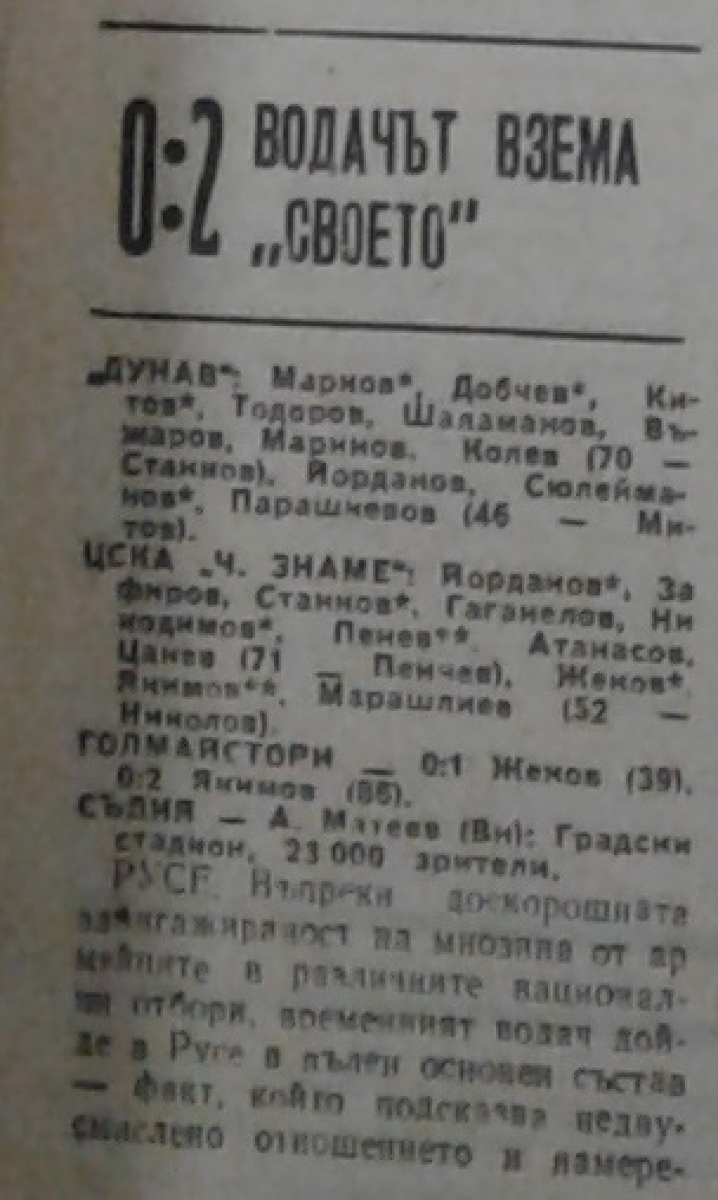 0:2 ВОДАЧЪТ ВЗЕМА
„СВОЕТО"
„ДУНАВ": Марков*, Добчев*, Ки-
тов*, Тодоров, Шаламанов, Въ-
жаров, Маринов, Колев (70 —
Станков), Йорданов, Сюлейма-
нов*, Парашкевов (46 — Ми-
тов).
ЦСКА „Ч. ЗНАМЕ": Йорданов*, За
фиров, Станков*, Гаганелов, Ни
кодимов*, Пенев**, Атанасов,
Цанев (71 — Пенчев), Жеков*,
Якимов**, Марашлиев (52 —
Николов).
ГОЛМАЙСТОРИ — 0:1 Жеков (39),
0:2 Якимов (86).
СЪДИЯ — А. Матеев (Вн); Градски
стадион, 23 000 зрители.
РУСЕ. Въпреки доскорошната
ангажираност на мнозина от ар
мейците в различните национал-
ни отбори, временният водач дой-
де в Русе в пълен основен състав
— факт, който подсказва недву-
смислено отношението и намере-